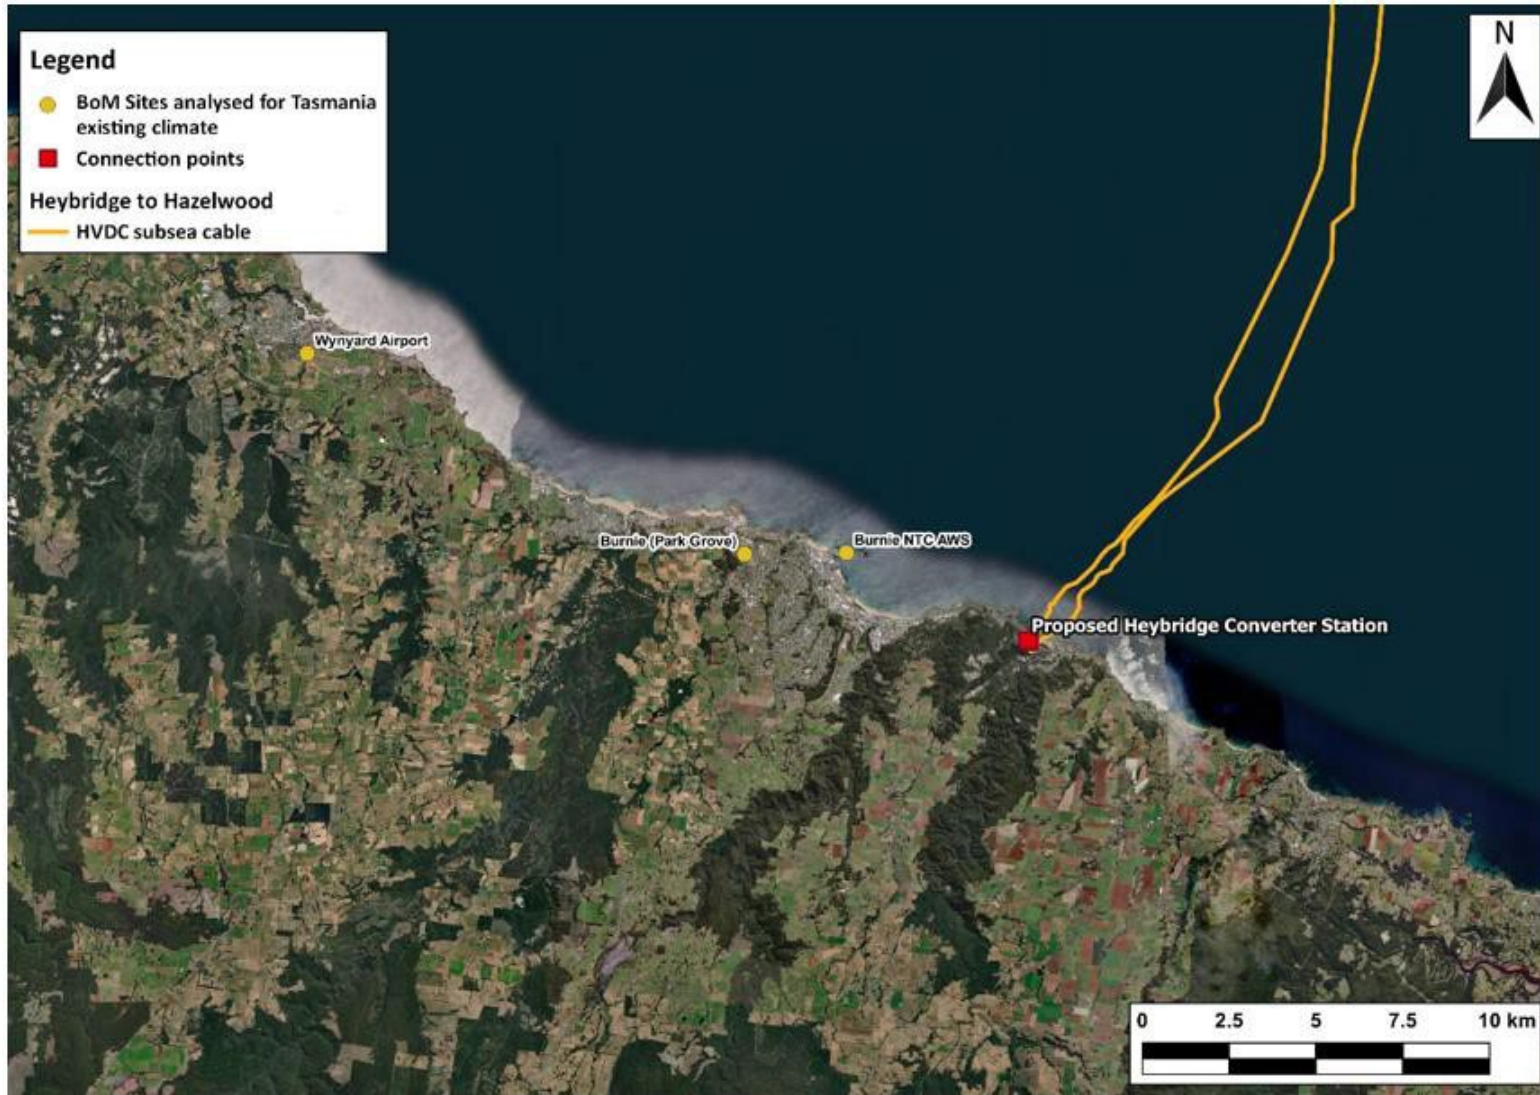 Legend
BoM Sites analysed for Tasmania
existing climate
Connection points
Heybridge to Hazelwood
HVDC subsea cable
N
Wynyard Airport
Burnie (Park Grove)
Burnie NTC AWS
Proposed Heybridge Converter Station
0 2.5 5 7.5 10 km